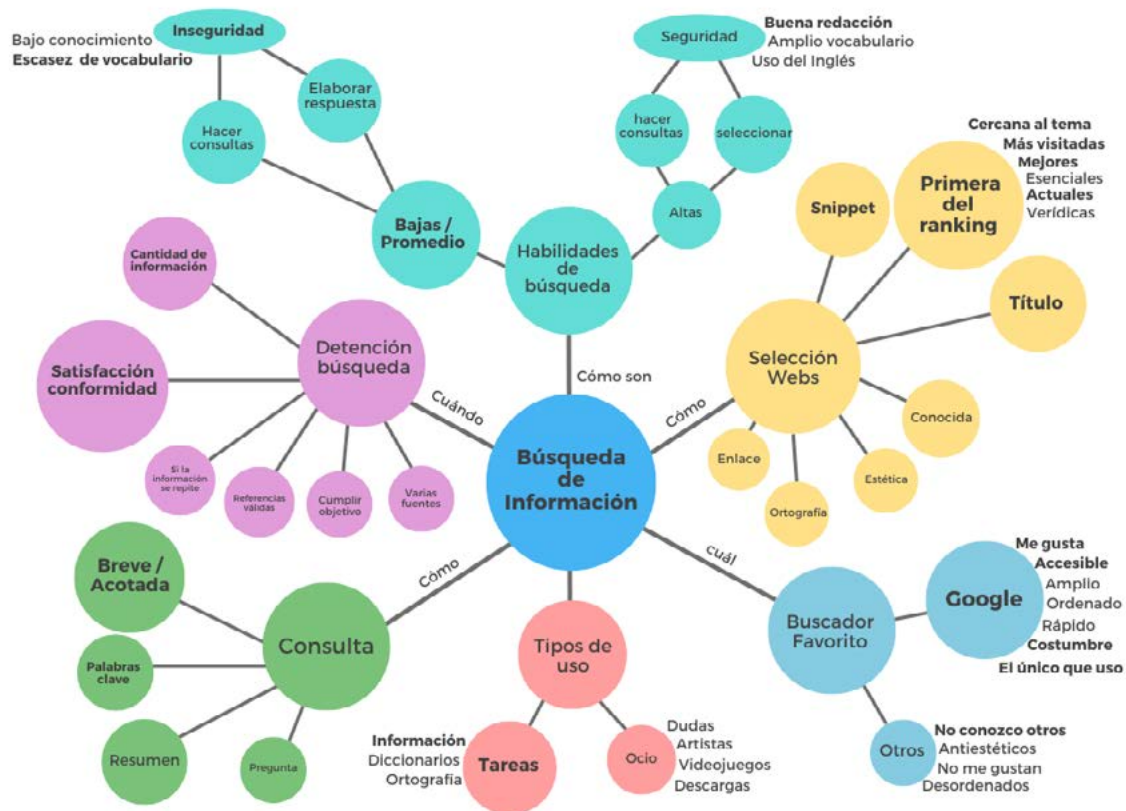 Inseguridad
Bajo conocimiento
Escasez de vocabulario
Elaborar
respuesta
Hacer
consultas
Bajas /
Promedio
Seguridad
Buena redacción
Amplio vocabulario
Uso del Inglés
hacer
consultas
seleccionar
Altas
Habilidades de
búsqueda
Cómo son
Cercana al tema
Más visitadas
Mejores
Esenciales
Actuales
Verídicas
Primera
del
ranking
Snippet
Título
Selección
Webs
Cómo
Conocida
Estética
Ortografía
Enlace
Cantidad de
información
Detención
búsqueda
Cuándo
Satisfacción
conformidad
Si la
información
se repite
Referencias
válidas
Cumplir
objetivo
Varias
fuentes
Búsqueda
de
Información
Breve /
Acotada
Consulta
Cómo
Palabras
clave
Resumen
Pregunta
Tipos de
uso
Información
Diccionarios
Ortografía
Tareas
Ocio
Dudas
Artistas
Videojuegos
Descargas
cuál
Buscador
Favorito
Google
Me gusta
Accesible
Amplio
Ordenado
Rápido
Costumbre
El único que uso
Otros
No conozco otros
Antiestéticos
No me gustan
Desordenados